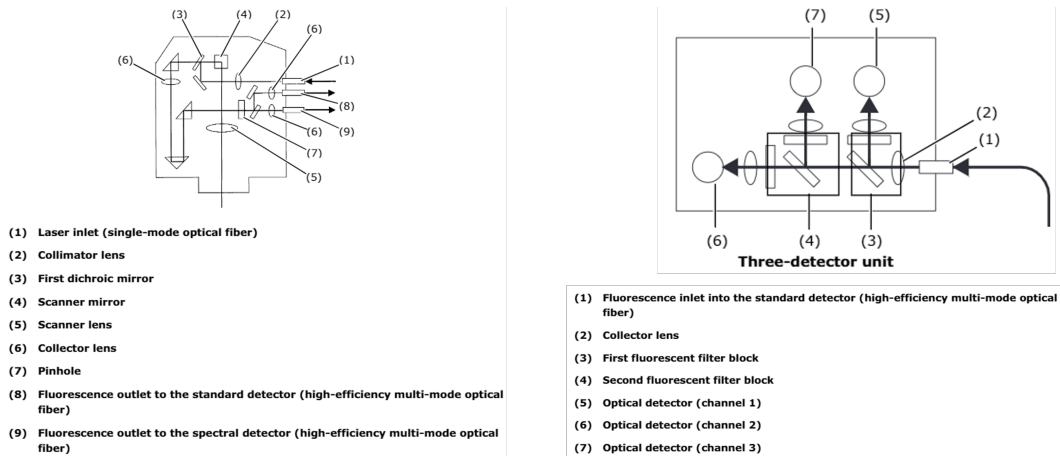 (3) (4) (2)
(6)
(6)
(1)
(8)
(9)
(6)
(7)
(5)
(1) Laser inlet (single-mode optical fiber)
(2) Collimator lens
(3) First dichroic mirror
(4) Scanner mirror
(5) Scanner lens
(6) Collector lens
(7) Pinhole
(8) Fluorescence outlet to the standard detector (high-efficiency multi-mode optical
fiber)
(9) Fluorescence outlet to the spectral detector (high-efficiency multi-mode optical
fiber)
(7) (5)
(2)
(1)
(6) (4) (3)
Three-detector unit
(1) Fluorescence inlet into the standard detector (high-efficiency multi-mode optical
fiber)
(2) Collector lens
(3) First fluorescent filter block
(4) Second fluorescent filter block
(5) Optical detector (channel 1)
(6) Optical detector (channel 2)
(7) Optical detector (channel 3)